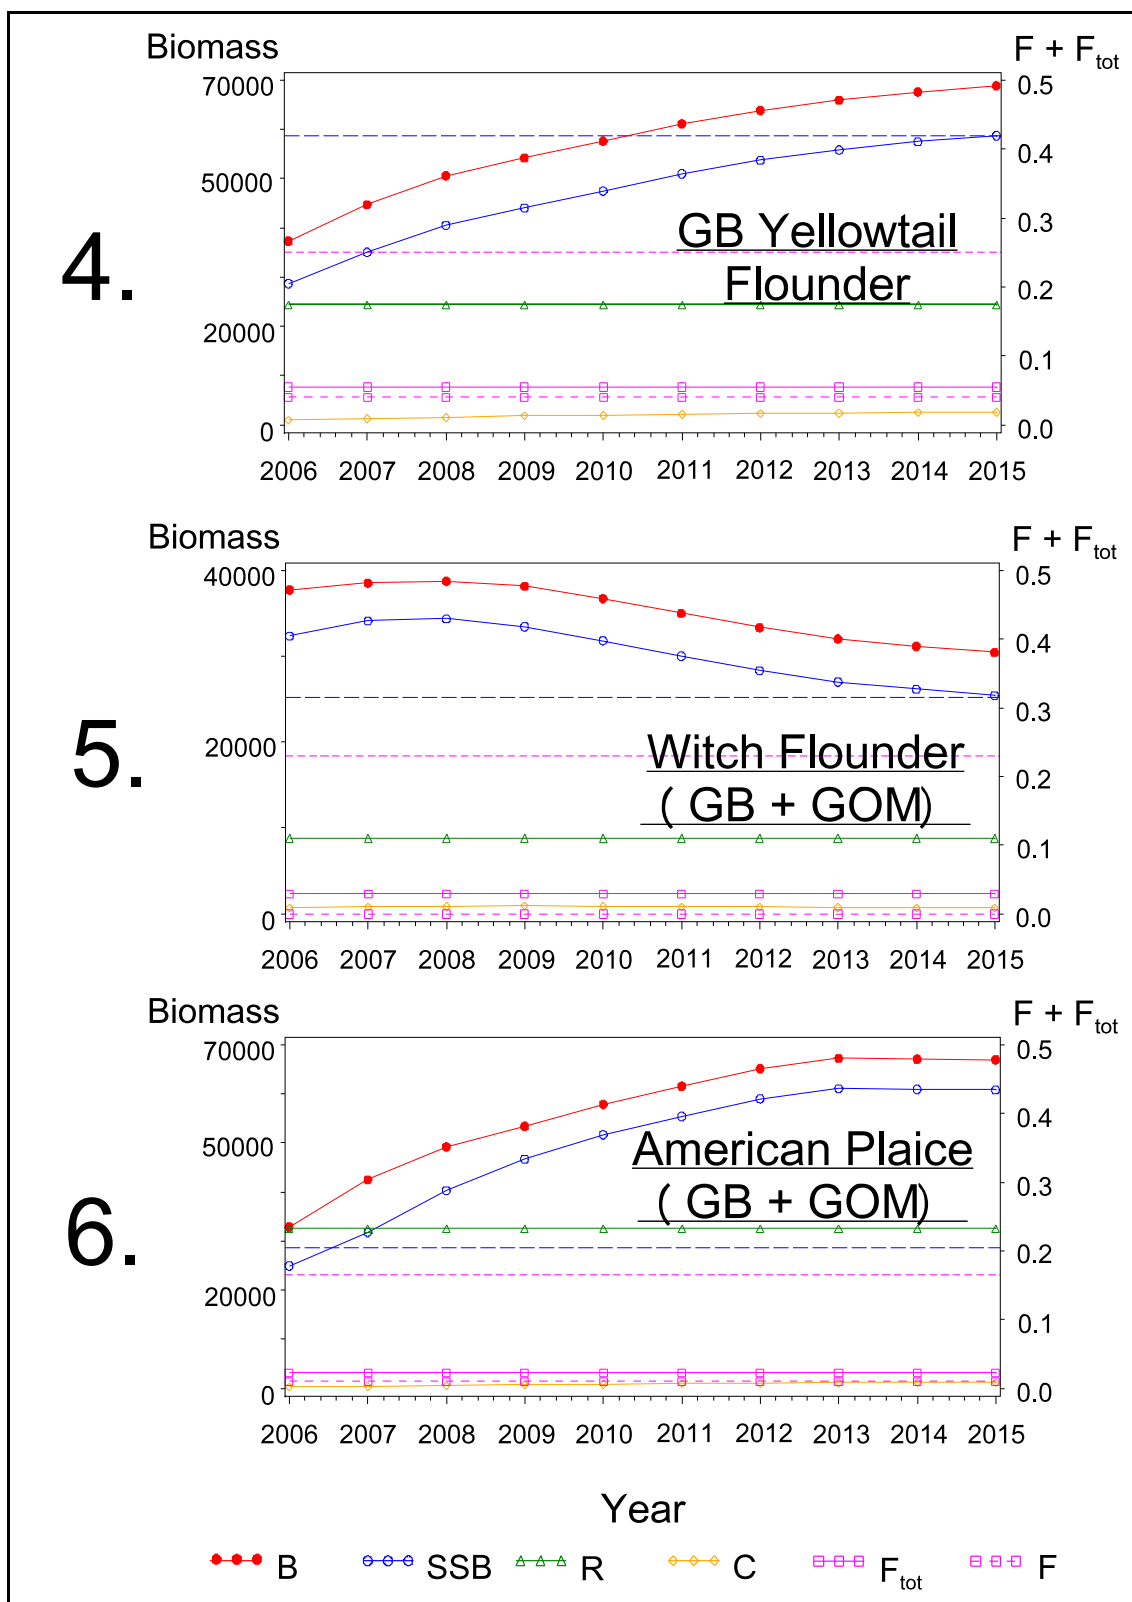 Biomass F + Ftot
70000 0.5
0.4
50000
GB Yellowtail
0.3
4.
Flounder
0.2
20000
0.1
0 0.0
2006 2007 2008 2009 2010 2011 2012 2013 2014 2015
Biomass F + Ftot
40000 0.5
0.4
0.3
20000
5.
Witch Flounder
0.2
( GB + GOM)
0.1
0 0.0
2006 2007 2008 2009 2010 2011 2012 2013 2014 2015
Biomass F + Ftot
70000 0.5
0.4
50000
American Plaice
0.3
( GB + GOM)
6.
0.2
20000
0.1
0 0.0
2006 2007 2008 2009 2010 2011 2012 2013 2014 2015
Year
B SSB R C Ftot F